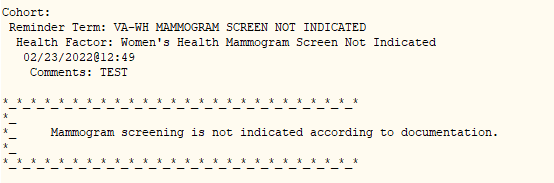 Cohort:
Reminder Term: VA-WH MAMMOGRAM SCREEN NOT INDICATED
Health Factor: Women's Health Mammogram Screen Not Indicated
02/23/2022@12:49
Comments: TEST
*_*_*_*_*_*_*_*_*_*_*_*_*_*_*_*_*_*_*_*_*_*_*_*_*_*
*_
*_ Mammogram screening is not indicated according to documentation.
*_
*_*_*_*_*_*_*_*_*_*_*_*_*_*_*_*_*_*_*_*_*_*_*_*_*_*